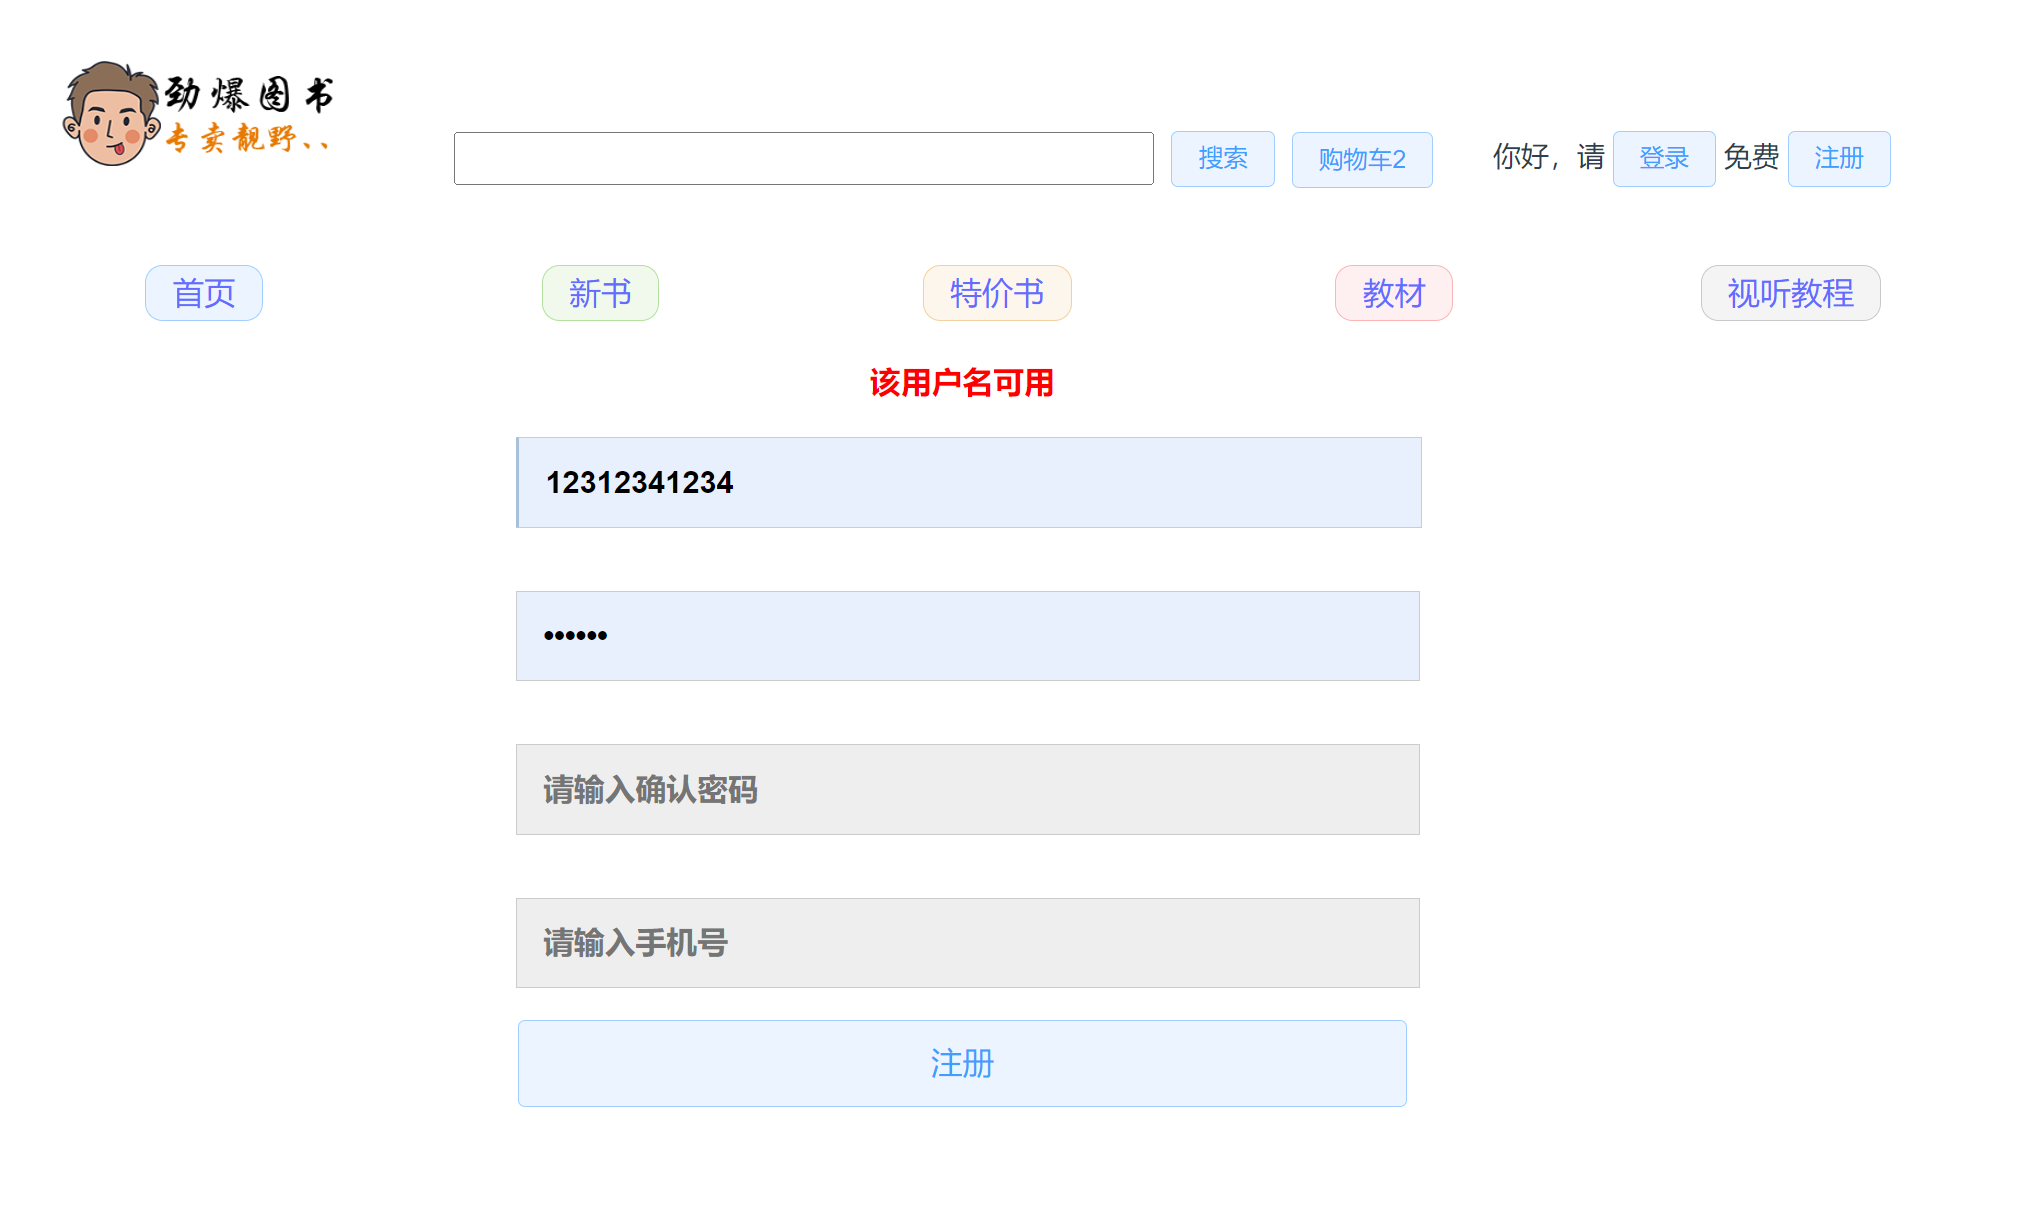 劲爆图书
专卖靓野、、
搜索 购物车2 你好，请 登录 免费 注册
首页 新书 特价书 教材 视听教程
该用户名可用
12312341234
••••••
请输入确认密码
请输入手机号
注册